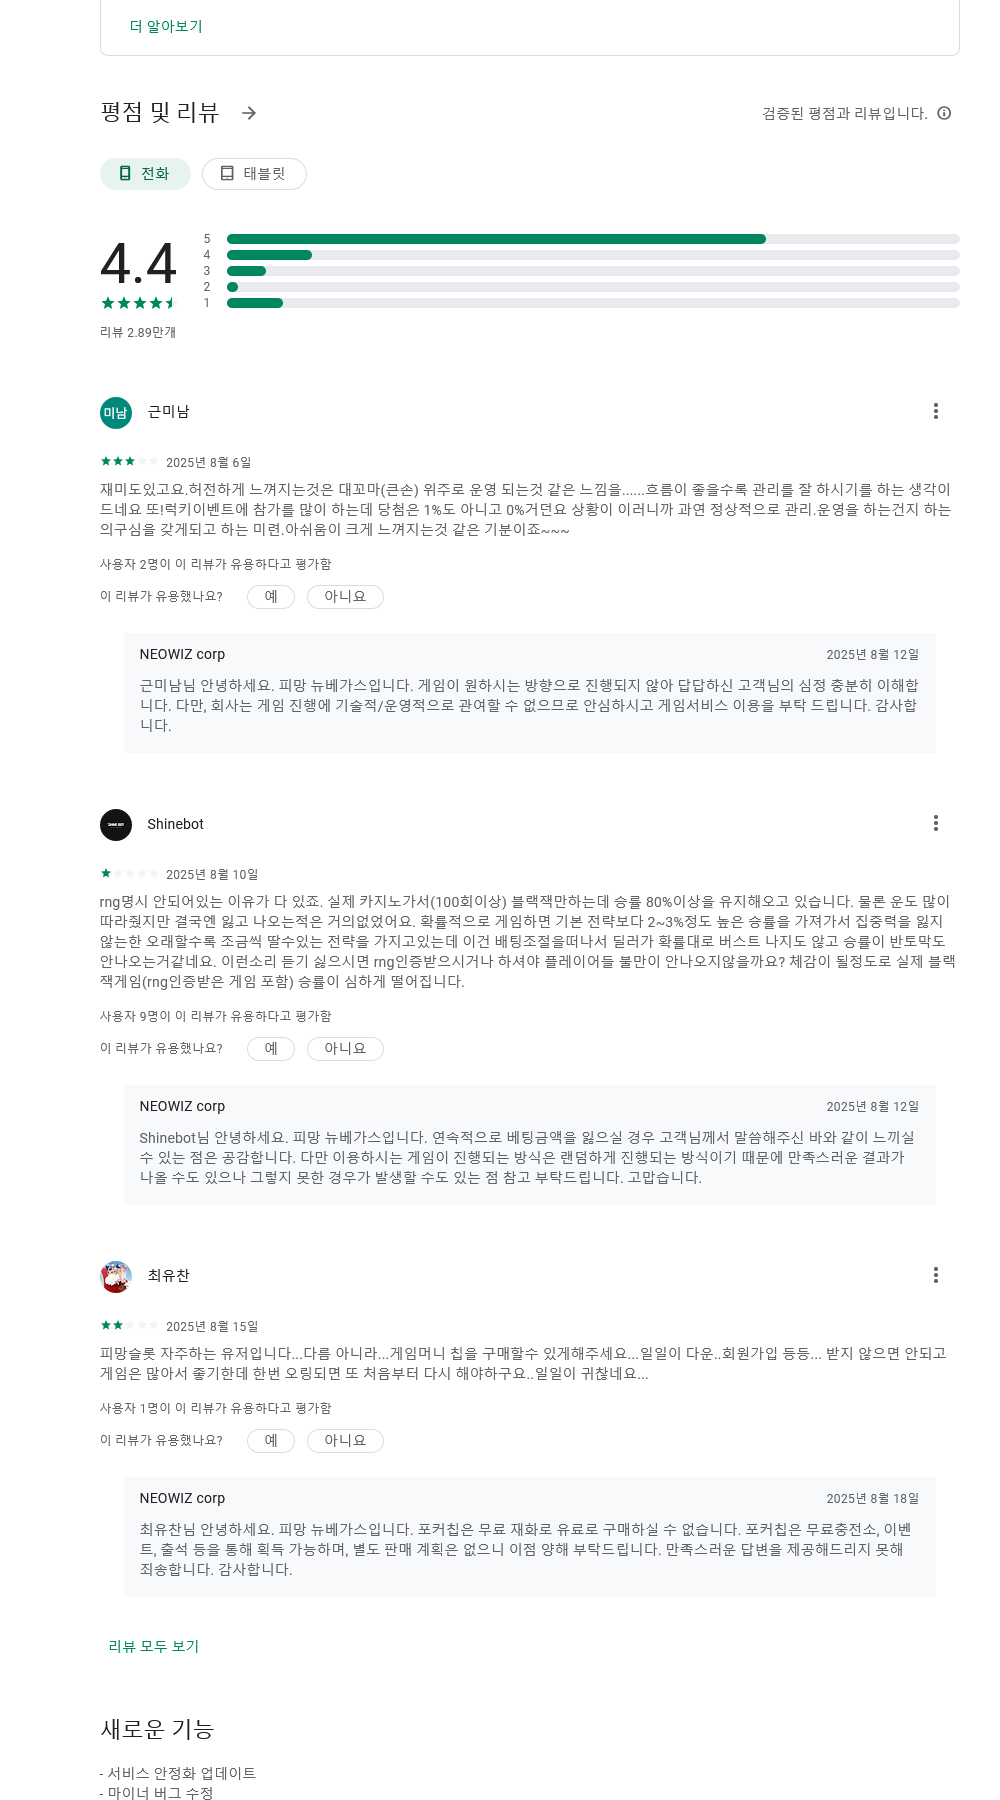 더 알아보기
평점 및 리뷰
검증된 평점과 리뷰입니다.
전화
태블릿
4.4
5
4
3
2
1
리뷰 2.89만개
미남
근미남
2025년 8월 6일
재미도있고요.허전하게 느껴지는것은 대꼬마(큰손) 위주로 운영 되는것 같은 느낌을......흐름이 좋을수록 관리를 잘 하시기를 하는 생각이
드네요 또!럭키이벤트에 참가를 많이 하는데 당첨은 1%도 아니고 0%거던요 상황이 이러니까 과연 정상적으로 관리.운영을 하는건지 하는
의구심을 갖게되고 하는 미련.아쉬움이 크게 느껴지는것 같은 기분이죠~~~
사용자 2명이 이 리뷰가 유용하다고 평가함
이 리뷰가 유용했나요?
예
아니요
NEOWIZ corp
2025년 8월 12일
근미남님 안녕하세요. 피망 뉴베가스입니다. 게임이 원하시는 방향으로 진행되지 않아 답답하신 고객님의 심정 충분히 이해합
니다. 다만, 회사는 게임 진행에 기술적/운영적으로 관여할 수 없으므로 안심하시고 게임서비스 이용을 부탁 드립니다. 감사합
니다.
Shinebot
2025년 8월 10일
rng명시 안되어있는 이유가 다 있죠. 실제 카지노가서(100회이상) 블랙잭만하는데 승률 80%이상을 유지해오고 있습니다. 물론 운도 많이
따라줬지만 결국엔 잃고 나오는적은 거의없었어요. 확률적으로 게임하면 기본 전략보다 2~3%정도 높은 승률을 가져가서 집중력을 잃지
않는한 오래할수록 조금씩 딸수있는 전략을 가지고있는데 이건 배팅조절을떠나서 딜러가 확률대로 버스트 나지도 않고 승률이 반토막도
안나오는거같네요. 이런소리 듣기 싫으시면 rng인증받으시거나 하셔야 플레이어들 불만이 안나오지않을까요? 체감이 될정도로 실제 블랙
잭게임(rng인증받은 게임 포함) 승률이 심하게 떨어집니다.
사용자 9명이 이 리뷰가 유용하다고 평가함
이 리뷰가 유용했나요?
예
아니요
NEOWIZ corp
2025년 8월 12일
Shinebot님 안녕하세요. 피망 뉴베가스입니다. 연속적으로 베팅금액을 잃으실 경우 고객님께서 말씀해주신 바와 같이 느끼실
수 있는 점은 공감합니다. 다만 이용하시는 게임이 진행되는 방식은 랜덤하게 진행되는 방식이기 때문에 만족스러운 결과가
나올 수도 있으나 그렇지 못한 경우가 발생할 수도 있는 점 참고 부탁드립니다. 고맙습니다.
최유찬
2025년 8월 15일
피망슬롯 자주하는 유저입니다...다름 아니라...게임머니 칩을 구매할수 있게해주세요...일일이 다운..회원가입 등등... 받지 않으면 안되고
게임은 많아서 좋기한데 한번 오링되면 또 처음부터 다시 해야하구요..일일이 귀찮네요...
사용자 1명이 이 리뷰가 유용하다고 평가함
이 리뷰가 유용했나요?
예
아니요
NEOWIZ corp
2025년 8월 18일
최유찬님 안녕하세요. 피망 뉴베가스입니다. 포커칩은 무료 재화로 유료로 구매하실 수 없습니다. 포커칩은 무료충전소, 이벤
트, 출석 등을 통해 획득 가능하며, 별도 판매 계획은 없으니 이점 양해 부탁드립니다. 만족스러운 답변을 제공해드리지 못해
죄송합니다. 감사합니다.
리뷰 모두 보기
새로운 기능
- 서비스 안정화 업데이트
- 마이너 버그 수정